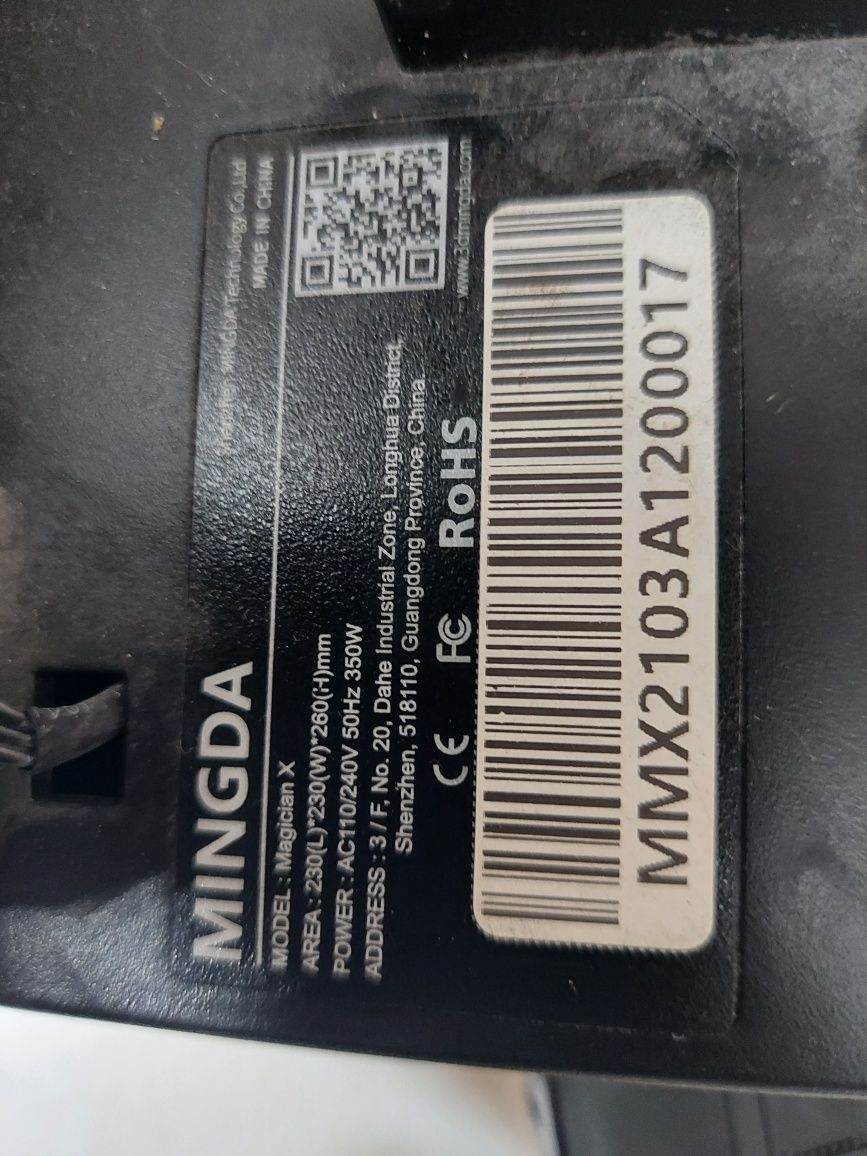 MINGDA
Shenzhen MINGDA Technology Co.,Ltd
MADE IN CHINA
MODEL : Magician X
AREA : 230(L)*230(W)*260(H)mm
POWER : AC110/240V 50Hz 350W
ADDRESS : 3 / F, No. 20, Dahe Industrial Zone, Longhua District,
Shenzhen, 518110, Guangdong Province, China.
www.3dmingda.com
CE FC RoHS
MMX2103A1200017